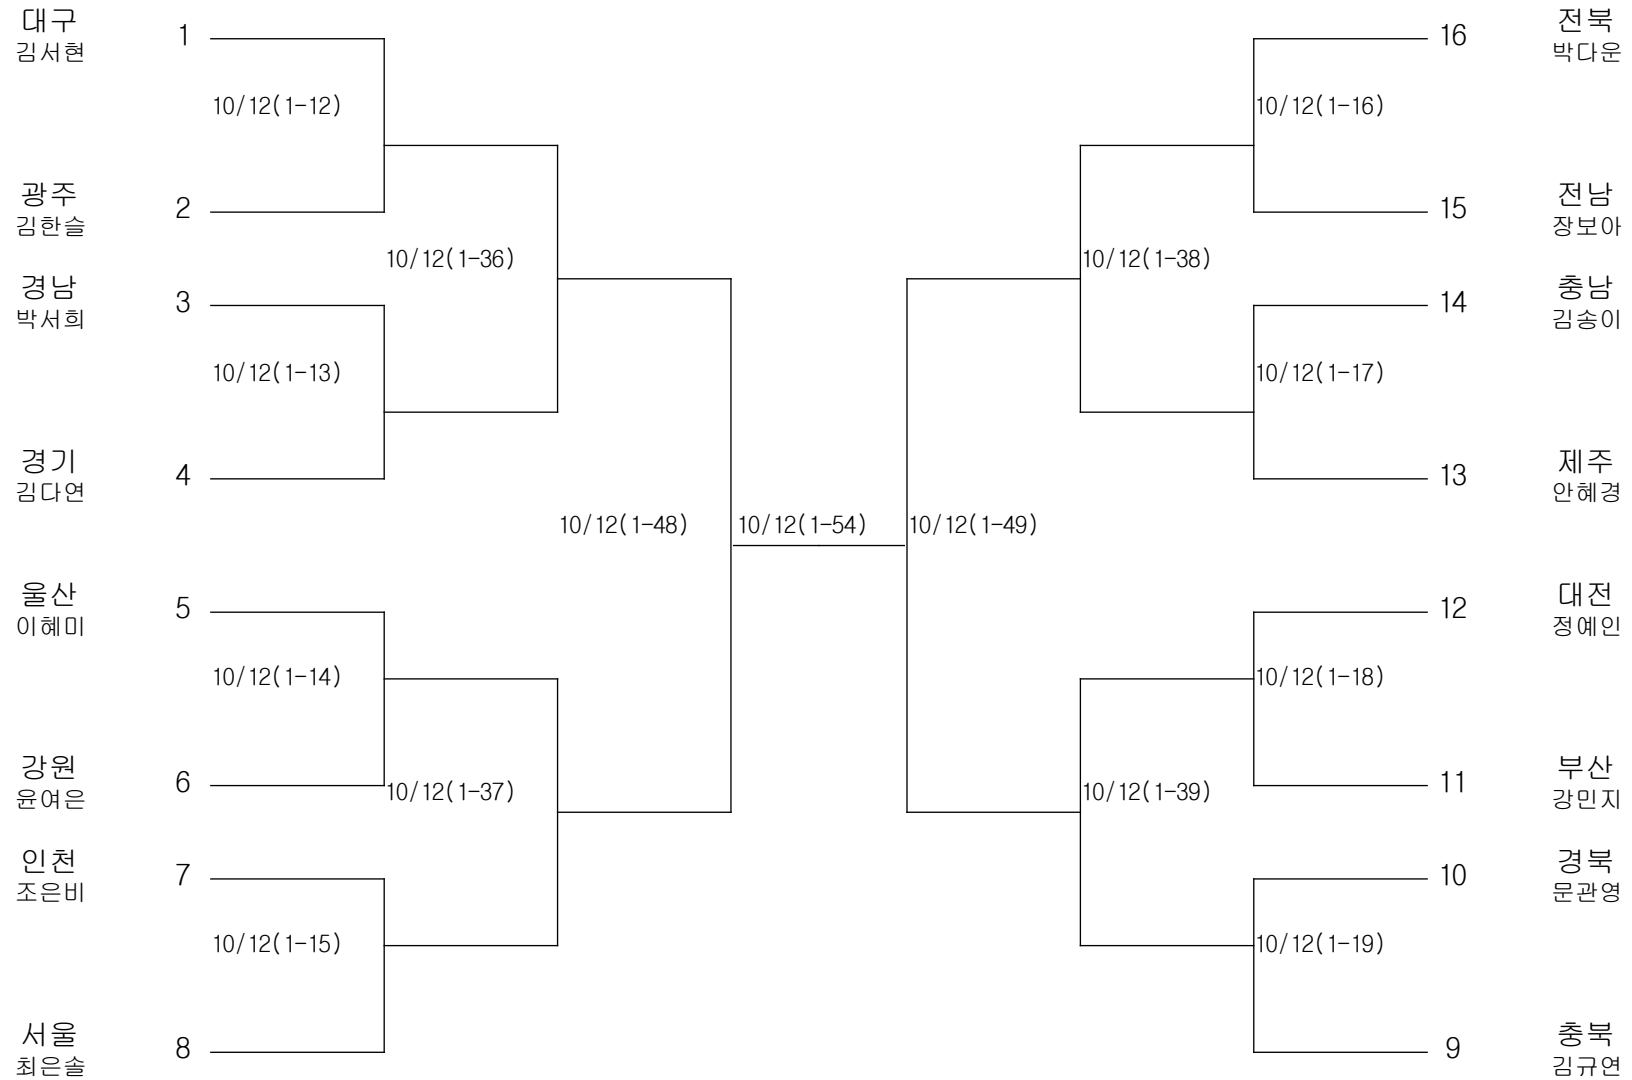 대구
김서현
1
10/12(1-12)
광주
김한슬
2
10/12(1-36)
경남
박서희
3
10/12(1-13)
경기
김다연
4
10/12(1-48)
울산
이혜미
5
10/12(1-14)
강원
윤여은
6
10/12(1-37)
인천
조은비
7
10/12(1-15)
서울
최은솔
8
10/12(1-54)
16
전북
박다운
10/12(1-16)
15
전남
장보아
10/12(1-38)
14
충남
김송이
10/12(1-17)
13
제주
안혜경
10/12(1-49)
12
대전
정예인
10/12(1-18)
11
부산
강민지
10/12(1-39)
10
경북
문관영
10/12(1-19)
9
충북
김규연